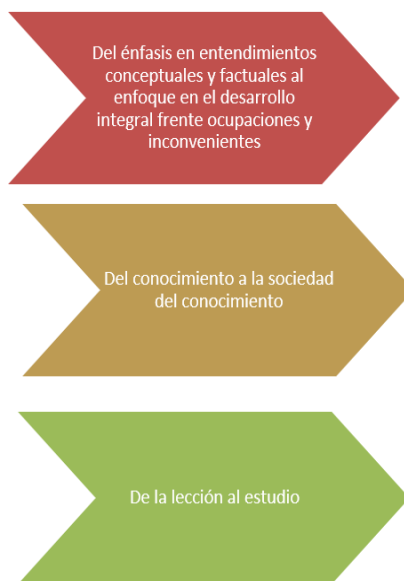 Del énfasis en entendimientos
conceptuales y factuales al
enfoque en el desarrollo
integral frente ocupaciones y
inconvenientes
Del conocimiento a la sociedad
del conocimiento
De la lección al estudio